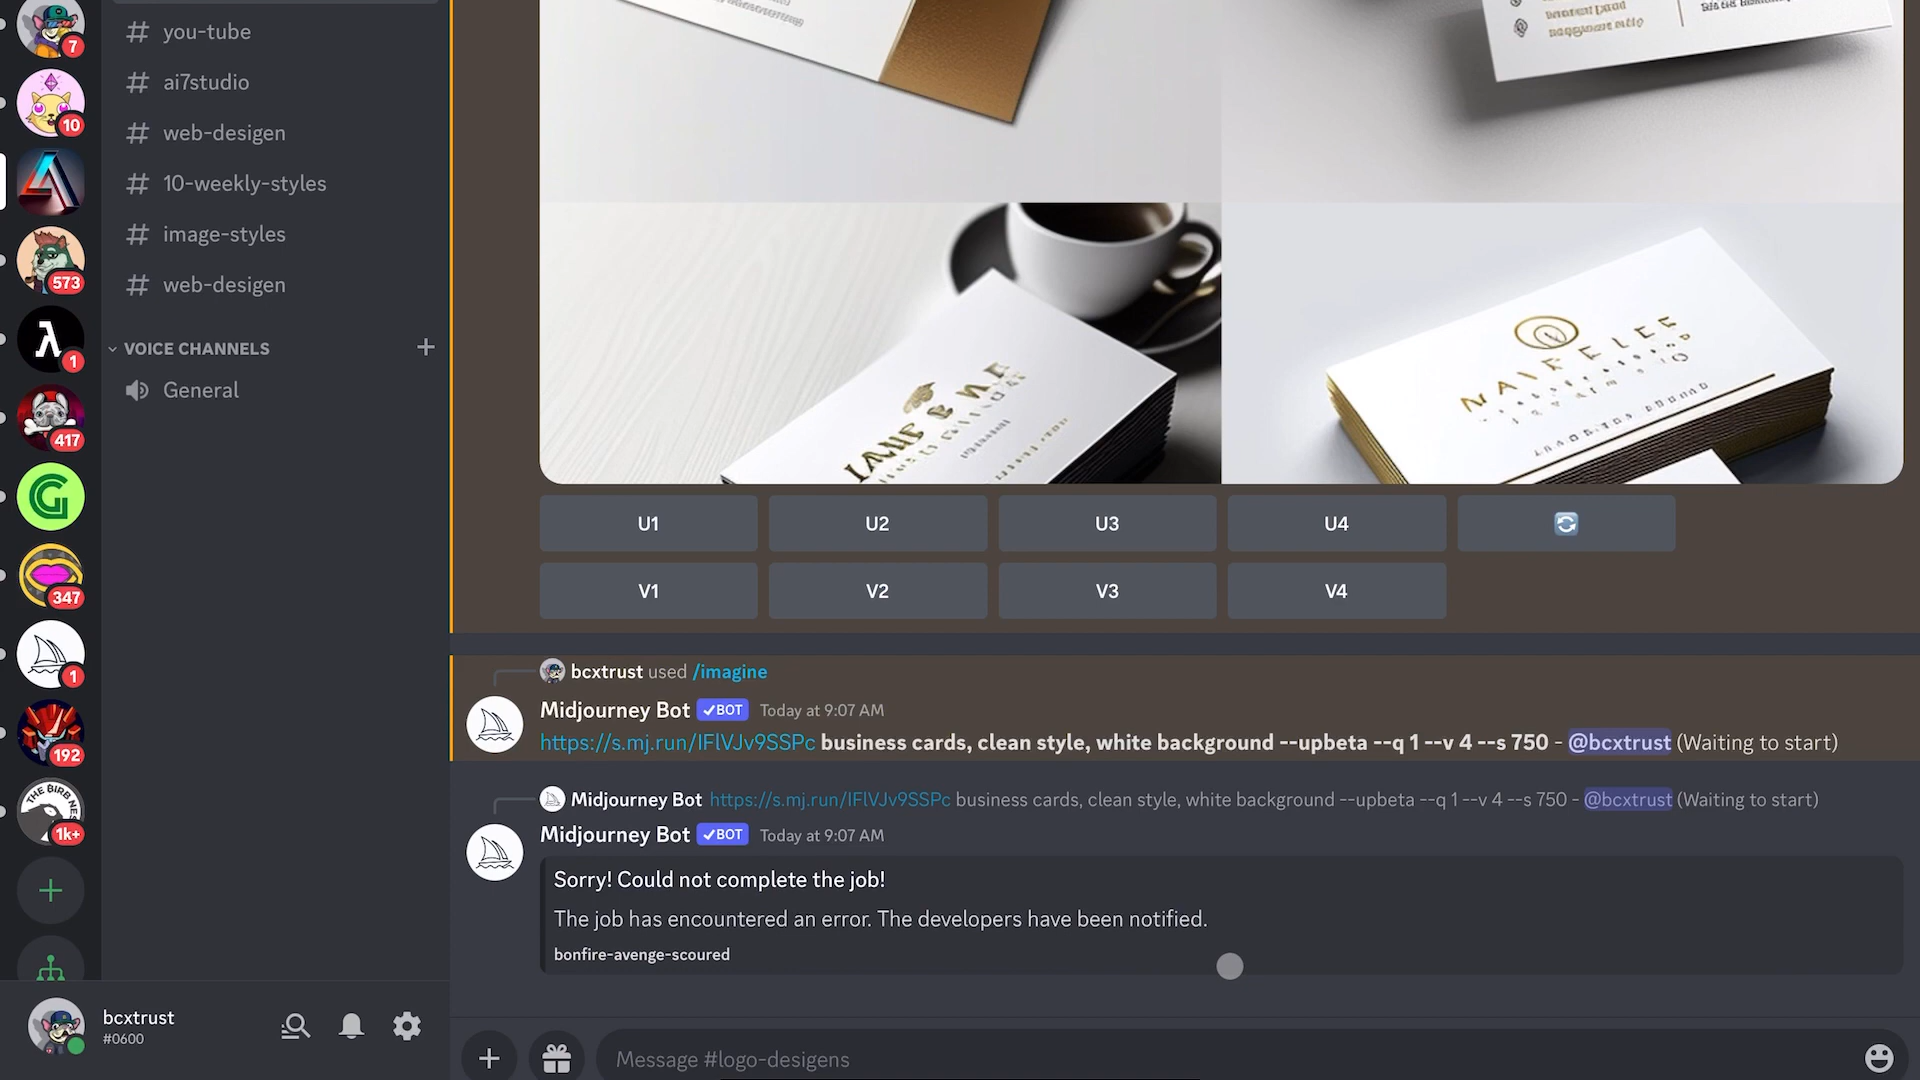 7
you-tube
10
ai7studio
web-desigen
10-weekly-styles
573
image-styles
web-desigen
1
VOICE CHANNELS
General
417
347
1
192
THE BIRB NES
1k+
U1 U2 U3 U4
V1 V2 V3 V4
bcxtrust used /imagine
Midjourney Bot ✓BOT Today at 9:07 AM
https://s.mj.run/IFlVJv9SSPc business cards, clean style, white background --upbeta --q 1 --v 4 --s 750 - @bcxtrust (Waiting to start)
Midjourney Bot https://s.mj.run/IFlVJv9SSPc business cards, clean style, white background --upbeta --q 1 --v 4 --s 750 - @bcxtrust (Waiting to start)
Midjourney Bot ✓BOT Today at 9:07 AM
Sorry! Could not complete the job!
The job has encountered an error. The developers have been notified.
bonfire-avenge-scoured
bcxtrust
#0600
Message #logo-desigens